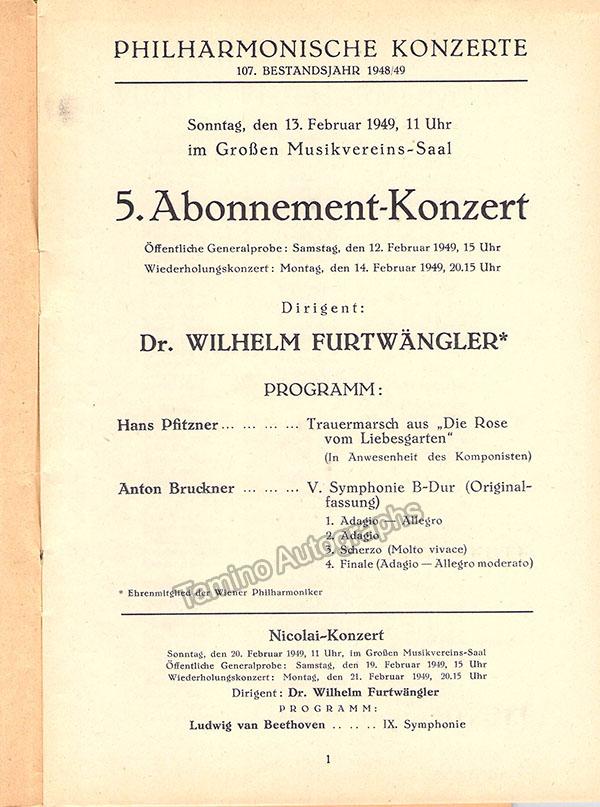 PHILHARMONISCHE KONZERTE
107. BESTANDSJAHR 1948/49
Sonntag, den 13. Februar 1949, 11 Uhr
im Großen Musikvereins-Saal
5. Abonnement-Konzert
Öffentliche Generalprobe: Samstag, den 12. Februar 1949, 15 Uhr
Wiederholungskonzert: Montag, den 14. Februar 1949, 20.15 Uhr
Dirigent:
Dr. WILHELM FURTWÄNGLER*
PROGRAMM:
Hans Pfitzner ... ... ... ... Trauermarsch aus „Die Rose
vom Liebesgarten“
(In Anwesenheit des Komponisten)
Anton Bruckner ... ... ... V. Symphonie B-Dur (Original-
fassung)
1. Adagio — Allegro
2. Adagio
3. Scherzo (Molto vivace)
4. Finale (Adagio — Allegro moderato)
Tamino Autographs
* Ehrenmitglied der Wiener Philharmoniker
Nicolai-Konzert
Sonntag, den 20. Februar 1949, 11 Uhr, im Großen Musikvereins-Saal
Öffentliche Generalprobe: Samstag, den 19. Februar 1949, 15 Uhr
Wiederholungskonzert: Montag, den 21. Februar 1949, 20.15 Uhr
Dirigent: Dr. Wilhelm Furtwängler
PROGRAMM:
Ludwig van Beethoven .. .. .. IX. Symphonie
1